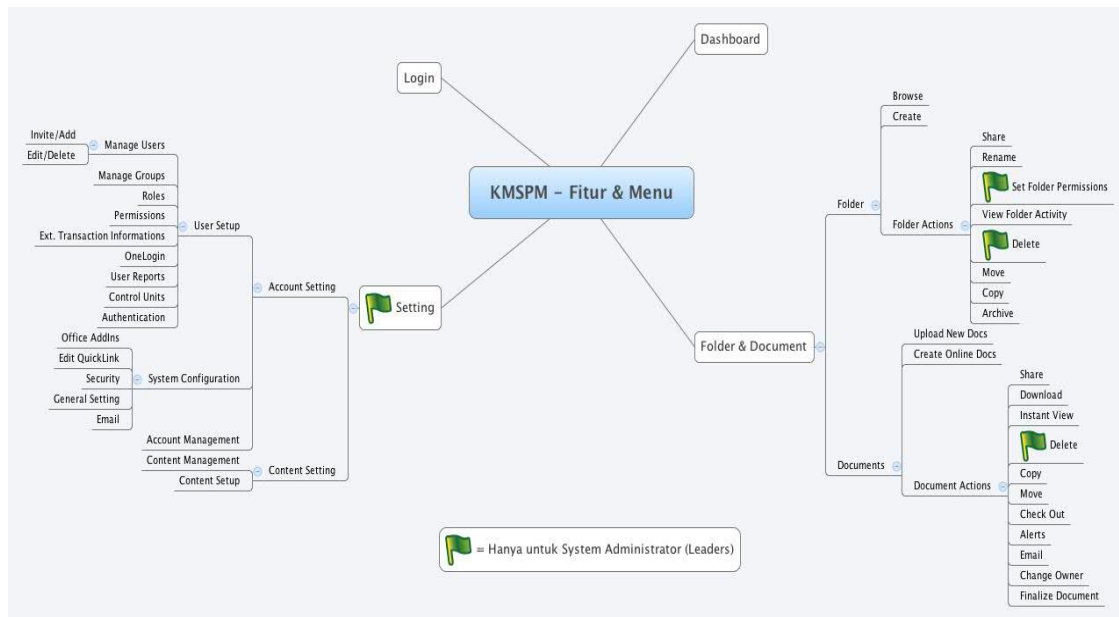 KMSPM - Fitur & Menu
Login
Dashboard
Setting
Account Setting
User Setup
Manage Users
Invite/Add
Edit/Delete
Manage Groups
Roles
Permissions
Ext. Transaction Informations
OneLogin
User Reports
Control Units
Authentication
System Configuration
Office AddIns
Edit QuickLink
Security
General Setting
Email
Account Management
Content Setting
Content Management
Content Setup
Folder & Document
Folder
Browse
Create
Folder Actions
Share
Rename
Set Folder Permissions
View Folder Activity
Delete
Move
Copy
Archive
Documents
Upload New Docs
Create Online Docs
Document Actions
Share
Download
Instant View
Delete
Copy
Move
Check Out
Alerts
Email
Change Owner
Finalize Document
= Hanya untuk System Administrator (Leaders)